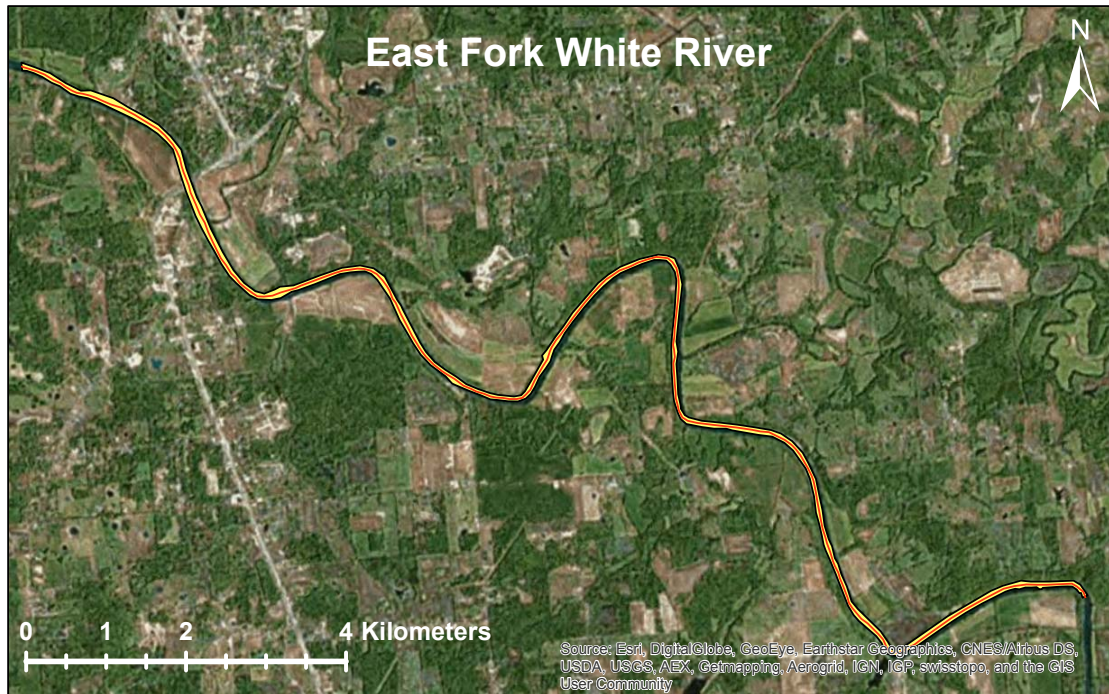 East Fork White River
N
0 1 2 4 Kilometers
Source: Esri, DigitalGlobe, GeoEye, Earthstar Geographics, CNES/Airbus DS,
USDA, USGS, AEX, Getmapping, Aerogrid, IGN, IGP, swisstopo, and the GIS
User Community